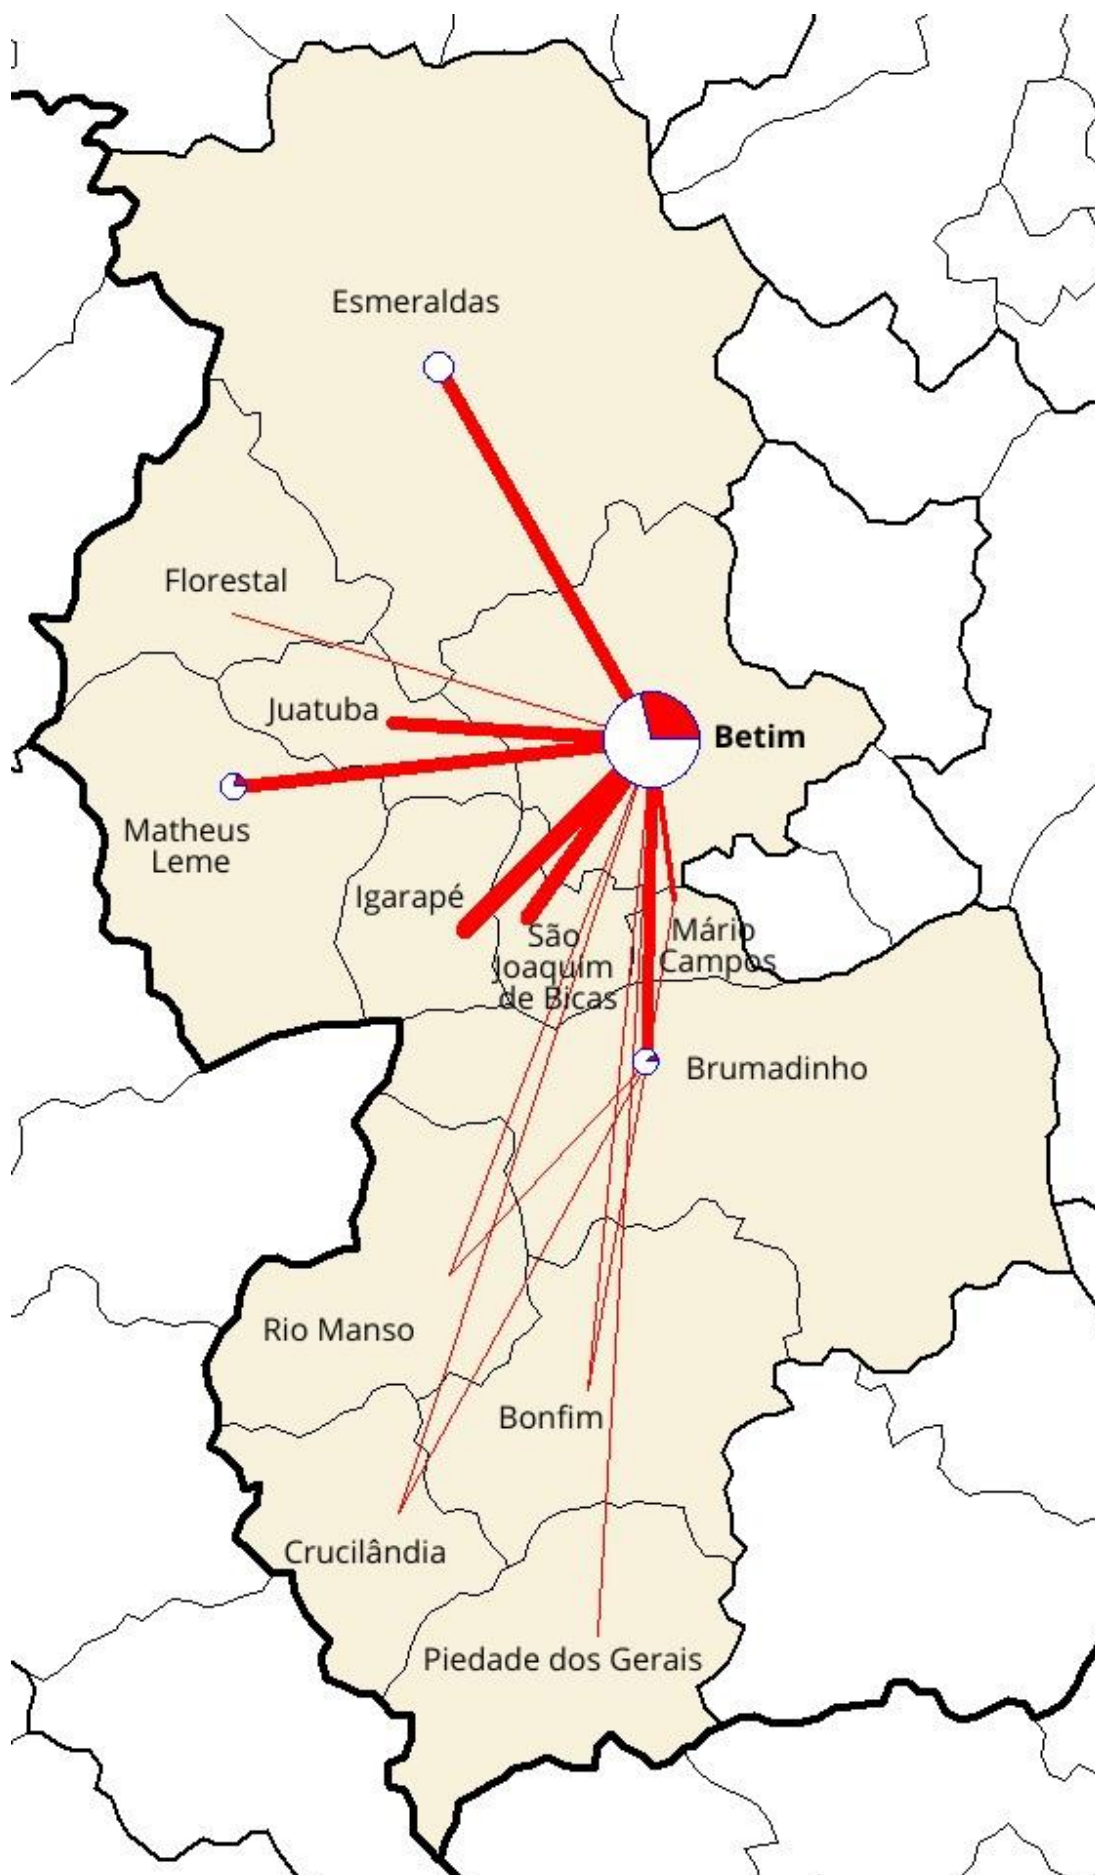 Esmeraldas
Florestal
Juatuba
Betim
Matheus
Leme
Igarapé
São
Joaquim
de Bicas
Mário
Campos
Brumadinho
Rio Manso
Bonfim
Crucilândia
Piedade dos Gerais